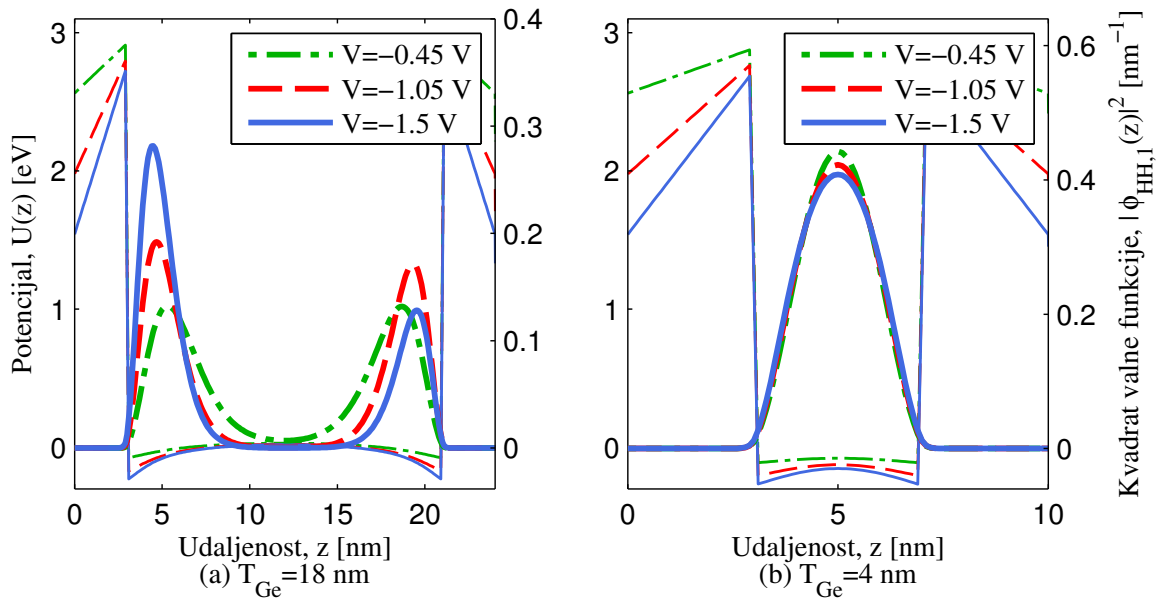 3
2
1
0
0.4
0.3
0.2
0.1
0
V=−0.45 V
V=−1.05 V
V=−1.5 V
Potencijal, U(z) [eV]
0
5
10
15
20
Udaljenost, z [nm]
(a) T_Ge=18 nm
3
2
1
0
0.6
0.4
0.2
0
V=−0.45 V
V=−1.05 V
V=−1.5 V
Kvadrat valne funkcije, |ϕ_HH,1(z)|² [nm⁻¹]
0
5
10
Udaljenost, z [nm]
(b) T_Ge=4 nm